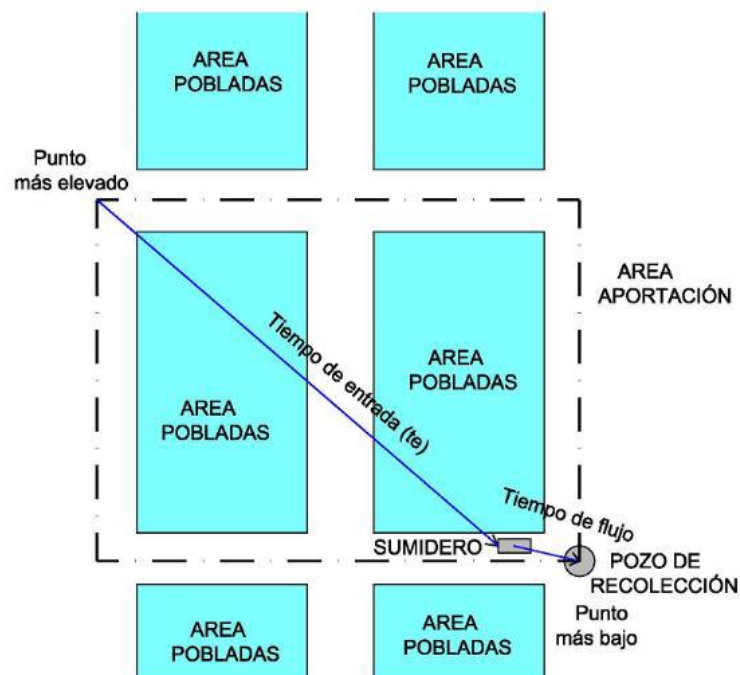 AREA
POBLADAS
AREA
POBLADAS
Punto
más elevado
AREA
APORTACIÓN
Tiempo de entrada (te)
AREA
POBLADAS
AREA
POBLADAS
Tiempo de flujo
SUMIDERO
POZO DE
RECOLECCIÓN
Punto
más bajo
AREA
POBLADAS
AREA
POBLADAS